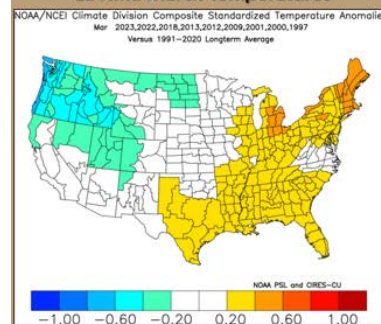 NOAA/NCEI Climate Division Composite Standardized Temperature Anomalie
Mar 2023,2022,2018,2013,2012,2009,2001,2000,1997
Versus 1991-2020 Longterm Average
NOAA PSL and CIRES-CU
-1.00 -0.60 -0.20 0.20 0.60 1.00